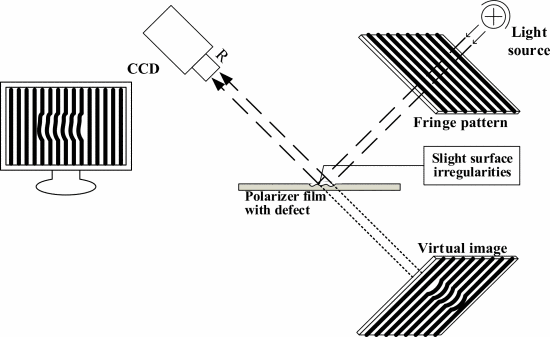 Light
source
R
CCD
Fringe pattern
Slight surface
irregularities
Polarizer film
with defect
Virtual image